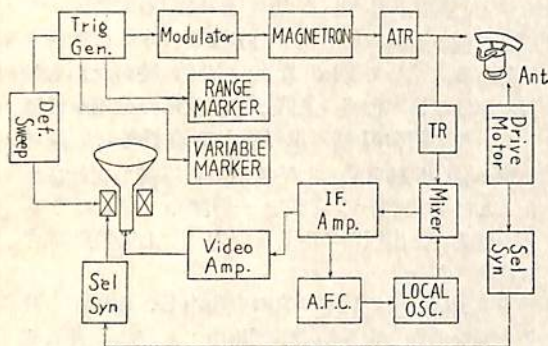 Trig
Gen.
Modulator
MAGNETRON
ATR
Ant
Det.
Sweep
RANGE
MARKER
VARIABLE
MARKER
TR
Drive
Motor
I.F.
Amp.
Mixer
Video
Amp.
Sel
Syn
Sel
Syn
A.F.C.
LOCAL
OSC.